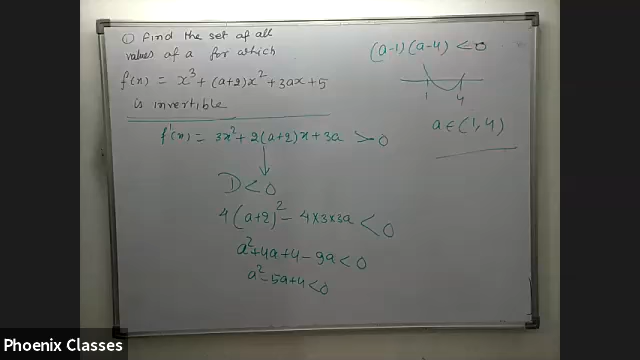 ① Find the set of all
values of a for which
f(x) = x³ + (a+2)x² + 3ax + 5
is invertible
f'(x) = 3x² + 2(a+2)x + 3a > 0
D < 0
4(a+2)² - 4×3×3a < 0
a² + 4a + 4 - 9a < 0
a² - 5a + 4 < 0
(a-1)(a-4) < 0
1 4
a ∈ (1, 4)
Phoenix Classes